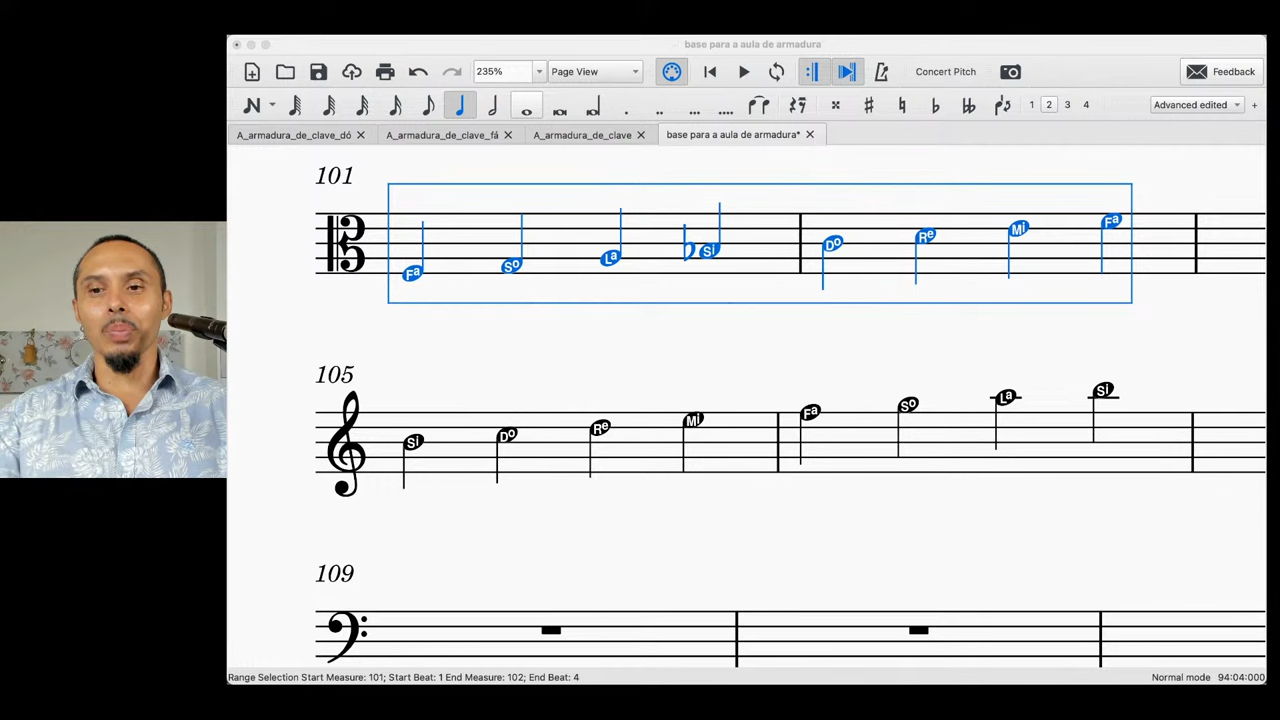 base para a aula de armadura
235% Page View Concert Pitch Feedback
1 2 3 4 Advanced edited +
A_armadura_de_clave_dó A_armadura_de_clave_fá A_armadura_de_clave base para a aula de armadura*
101
Fa So La Si Do Re Mi Fa
105
Si Do Re Mi Fa So La Si
109
Range Selection Start Measure: 101; Start Beat: 1 End Measure: 102; End Beat: 4 Normal mode 94:04:000